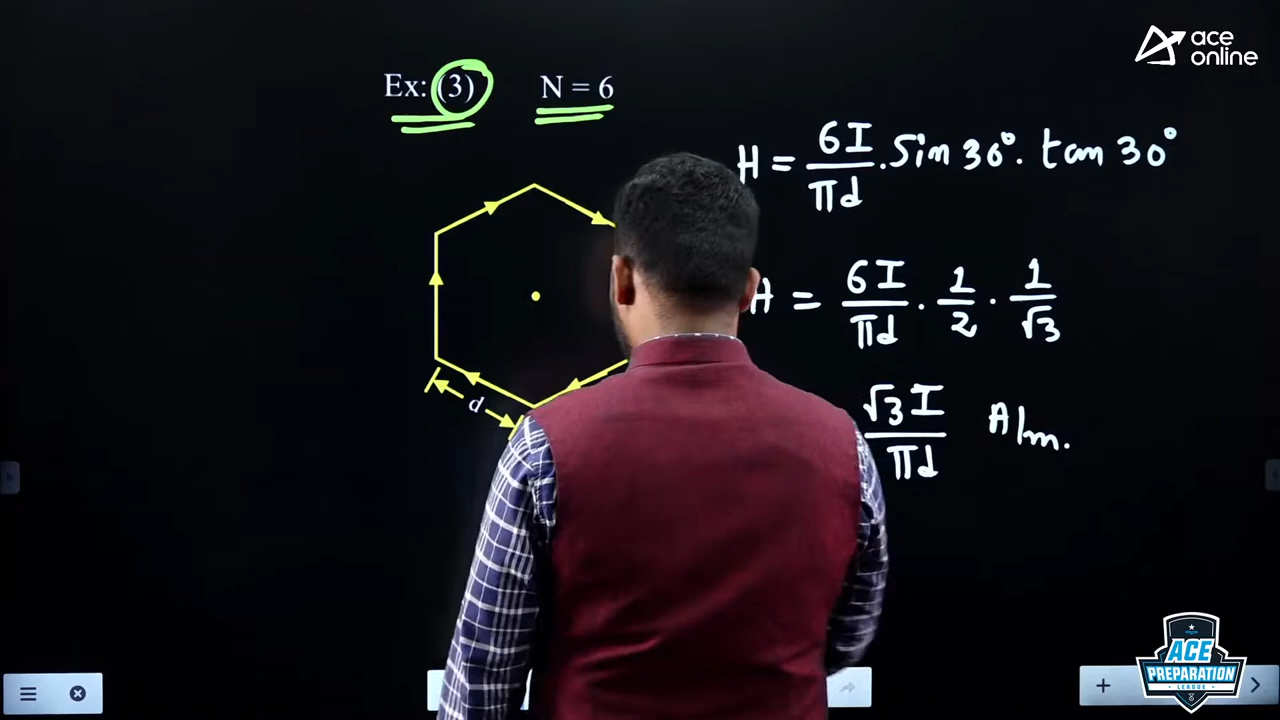 ace
online
Ex: (3) N = 6
H = 6I/πd . Sin 30° . tan 30°
H = 6I/πd . 1/2 . 1/√3
√3 I/πd A/m.
d
ACE
PREPARATION
LEAGUE